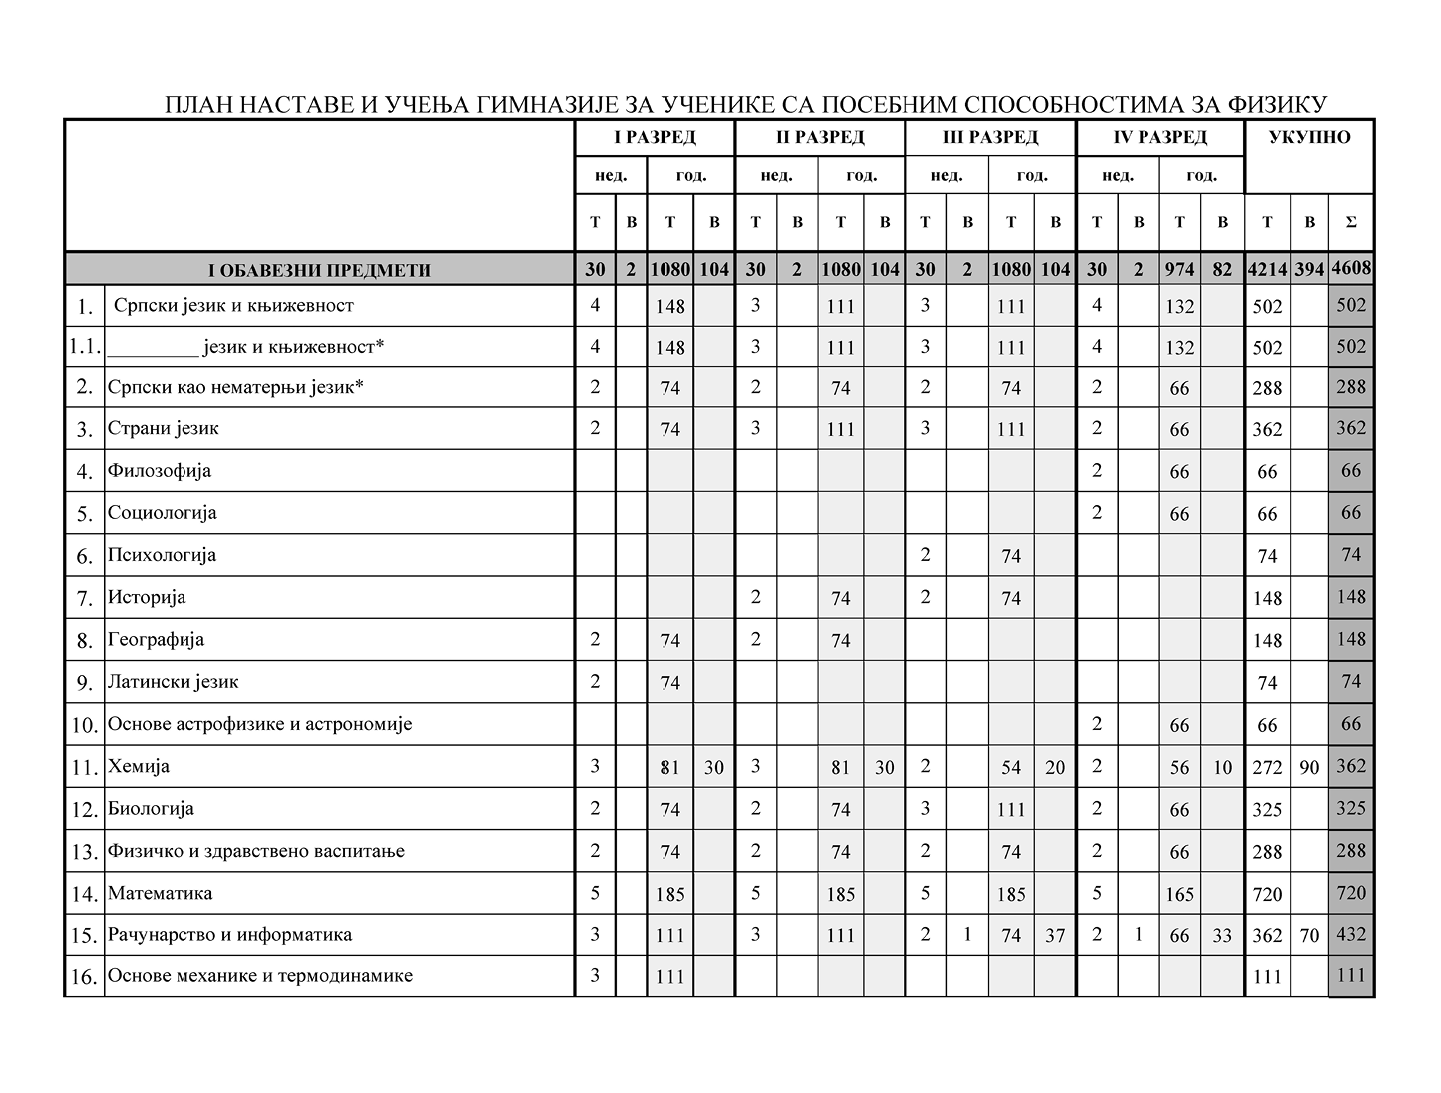 ПЛАН НАСТАВЕ И УЧЕЊА ГИМНАЗИЈЕ ЗА УЧЕНИКЕ СА ПОСЕБНИМ СПОСОБНОСТИМА ЗА ФИЗИКУ
I РАЗРЕД II РАЗРЕД III РАЗРЕД IV РАЗРЕД УКУПНО
нед. год. нед. год. нед. год. нед. год.
Т В Т В Т В Т В Т В Т В Т В Т В Т В Σ
I ОБАВЕЗНИ ПРЕДМЕТИ 30 2 1080 104 30 2 1080 104 30 2 1080 104 30 2 974 82 4214 394 4608
1. Српски језик и књижевност 4 148 3 111 3 111 4 132 502 502
1.1. _________ језик и књижевност* 4 148 3 111 3 111 4 132 502 502
2. Српски као нематерњи језик* 2 74 2 74 2 74 2 66 288 288
3. Страни језик 2 74 3 111 3 111 2 66 362 362
4. Филозофија 2 66 66 66
5. Социологија 2 66 66 66
6. Психологија 2 74 74 74
7. Историја 2 74 2 74 148 148
8. Географија 2 74 2 74 148 148
9. Латински језик 2 74 74 74
10. Основе астрофизике и астрономије 2 66 66 66
11. Хемија 3 81 30 3 81 30 2 54 20 2 56 10 272 90 362
12. Биологија 2 74 2 74 3 111 2 66 325 325
13. Физичко и здравствено васпитање 2 74 2 74 2 74 2 66 288 288
14. Математика 5 185 5 185 5 185 5 165 720 720
15. Рачунарство и информатика 3 111 3 111 2 1 74 37 2 1 66 33 362 70 432
16. Основе механике и термодинамике 3 111 111 111